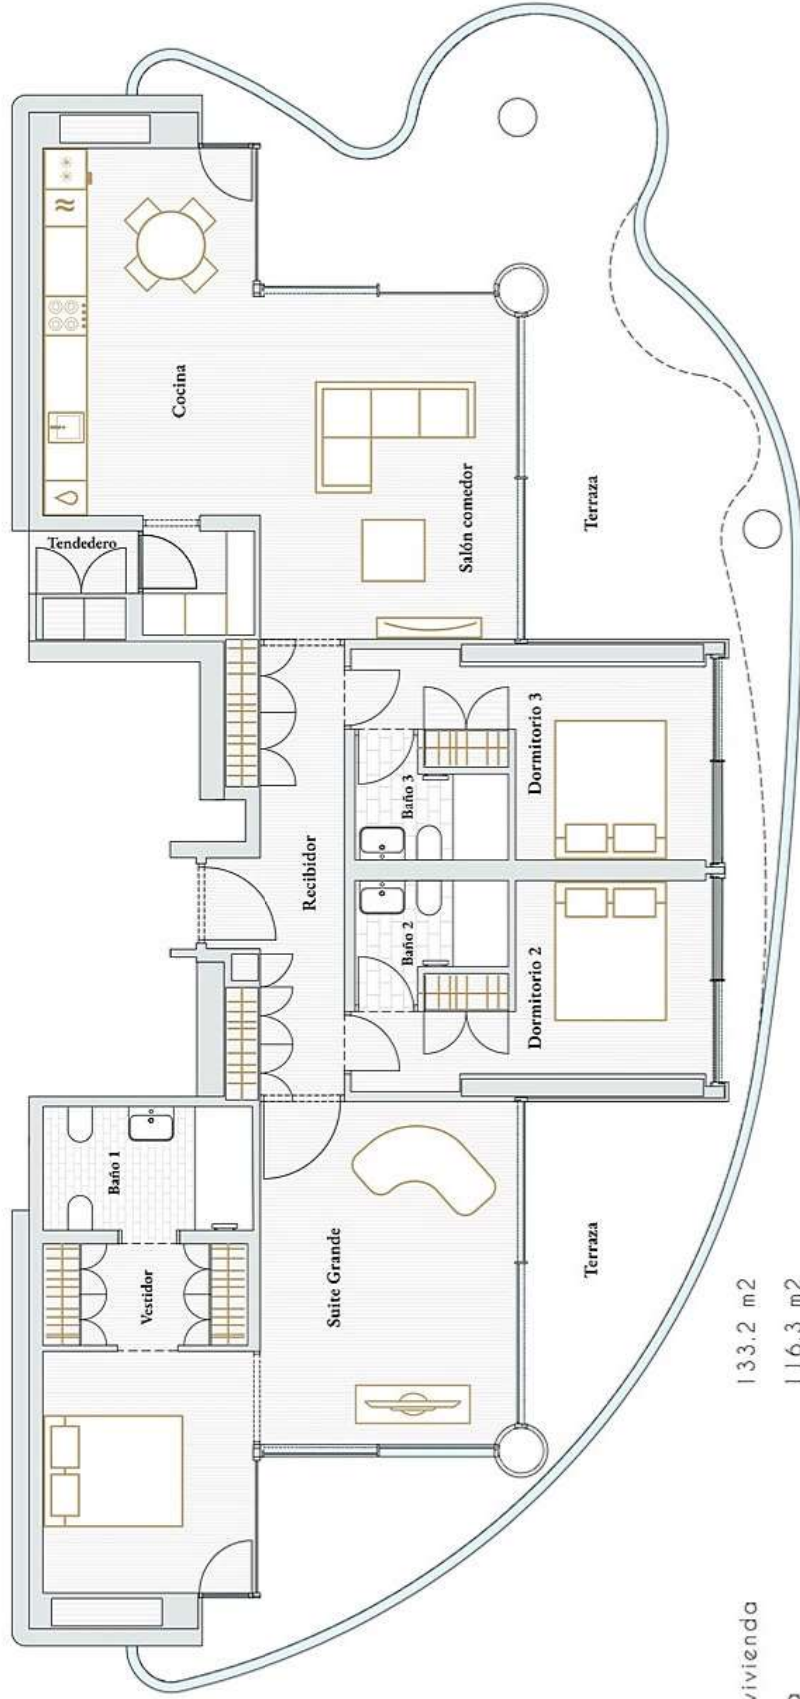 Cocina
Tendedero
Salón comedor
Terraza
Recibidor
Baño 3
Dormitorio 3
Baño 2
Dormitorio 2
Baño 1
Vestidor
Suite Grande
Terraza
vivienda 133.2 m2
116.3 m2